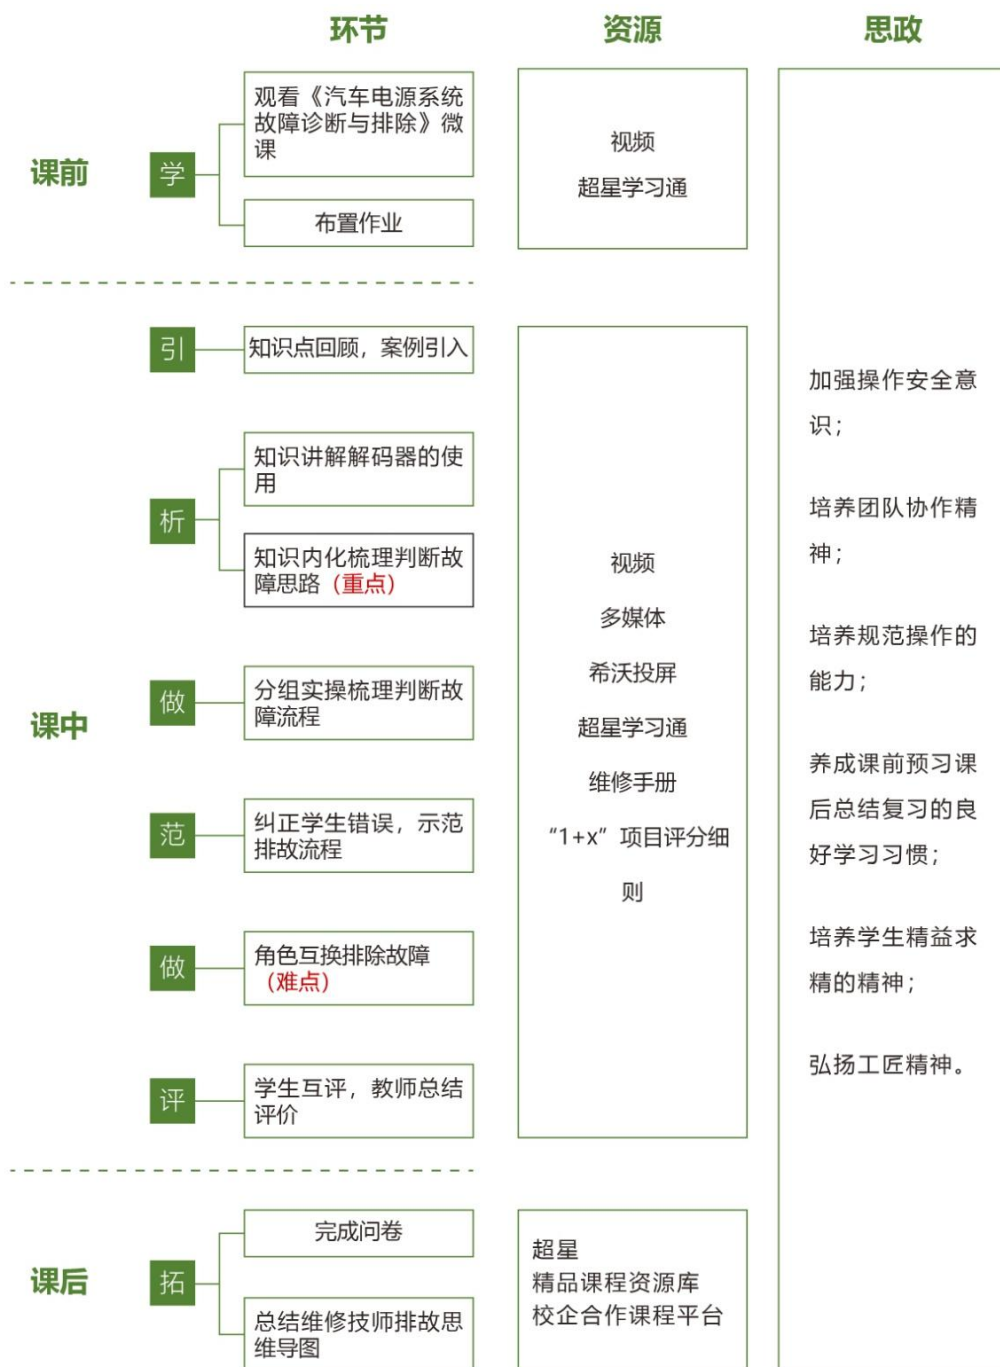 环节
资源
思政
课前
学
观看《汽车电源系统
故障诊断与排除》微
课
布置作业
视频
超星学习通
课中
引
知识点回顾，案例引入
析
知识讲解解码器的使
用
知识内化梳理判断故
障思路（重点）
做
分组实操梳理判断故
障流程
范
纠正学生错误，示范
排故流程
做
角色互换排除故障
（难点）
评
学生互评，教师总结
评价
视频
多媒体
希沃投屏
超星学习通
维修手册
“1+x”项目评分细
则
加强操作安全意
识；
培养团队协作精
神；
培养规范操作的
能力；
养成课前预习课
后总结复习的良
好学习习惯；
培养学生精益求
精的精神；
弘扬工匠精神。
课后
拓
完成问卷
总结维修技师排故思
维导图
超星
精品课程资源库
校企合作课程平台